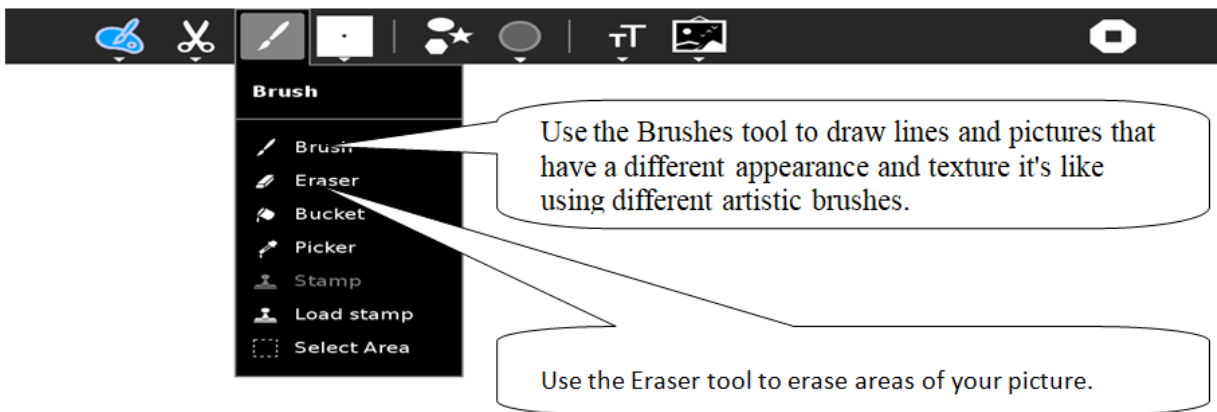 TT
Brush
Brush
Eraser
Bucket
Picker
Stamp
Load stamp
Select Area
Use the Brushes tool to draw lines and pictures that
have a different appearance and texture it's like
using different artistic brushes.
Use the Eraser tool to erase areas of your picture.